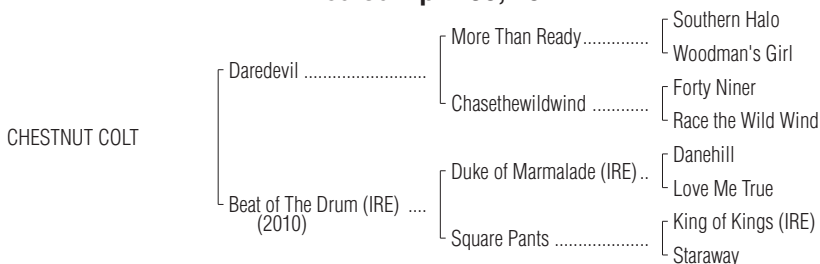 Southern Halo
More Than Ready..............
Woodman's Girl
Daredevil ..........................
Forty Niner
Chasethewildwind ............
Race the Wild Wind
CHESTNUT COLT
Danehill
Duke of Marmalade (IRE) ..
Love Me True
Beat of The Drum (IRE) ....
(2010)
King of Kings (IRE)
Square Pants ....................
Staraway